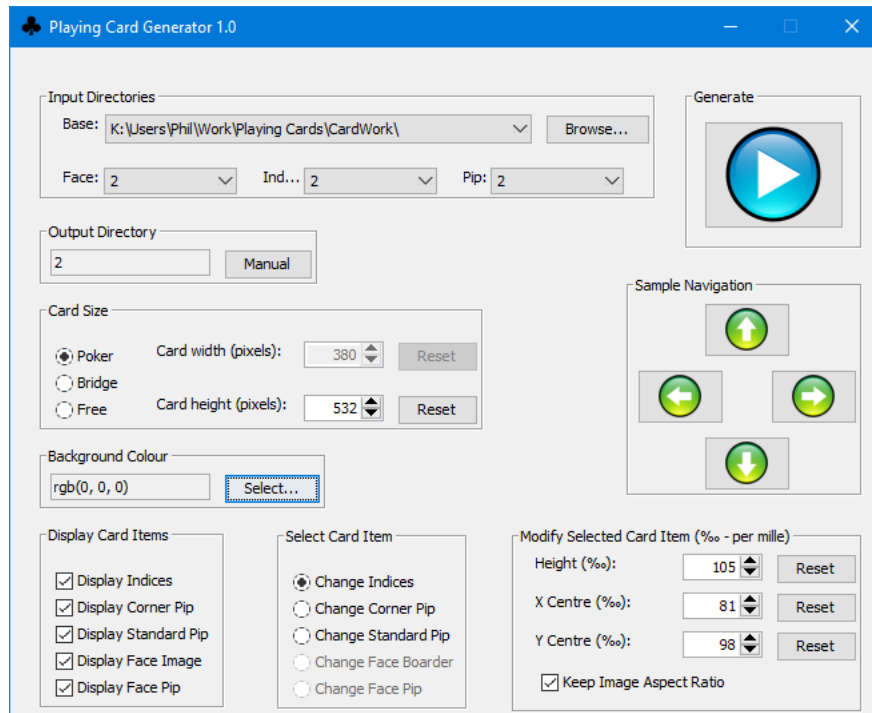 Playing Card Generator 1.0
Input Directories
Base: K:\Users\Phil\Work\Playing Cards\CardWork\ Browse...
Face: 2 Ind... 2 Pip: 2
Generate
Output Directory
2 Manual
Card Size
Poker
Bridge
Free
Card width (pixels): 380 Reset
Card height (pixels): 532 Reset
Sample Navigation
Background Colour
rgb(0, 0, 0) Select...
Display Card Items
Display Indices
Display Corner Pip
Display Standard Pip
Display Face Image
Display Face Pip
Select Card Item
Change Indices
Change Corner Pip
Change Standard Pip
Change Face Boarder
Change Face Pip
Modify Selected Card Item (‰ - per mille)
Height (‰): 105 Reset
X Centre (‰): 81 Reset
Y Centre (‰): 98 Reset
Keep Image Aspect Ratio